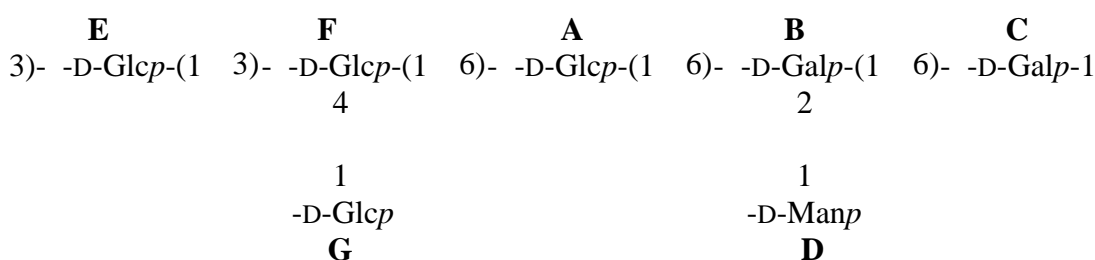 E F A B C
3)- -D-Glcp-(1 3)- -D-Glcp-(1 6)- -D-Glcp-(1 6)- -D-Galp-(1 6)- -D-Galp-1
4 2
1 1
-D-Glcp -D-Manp
G D